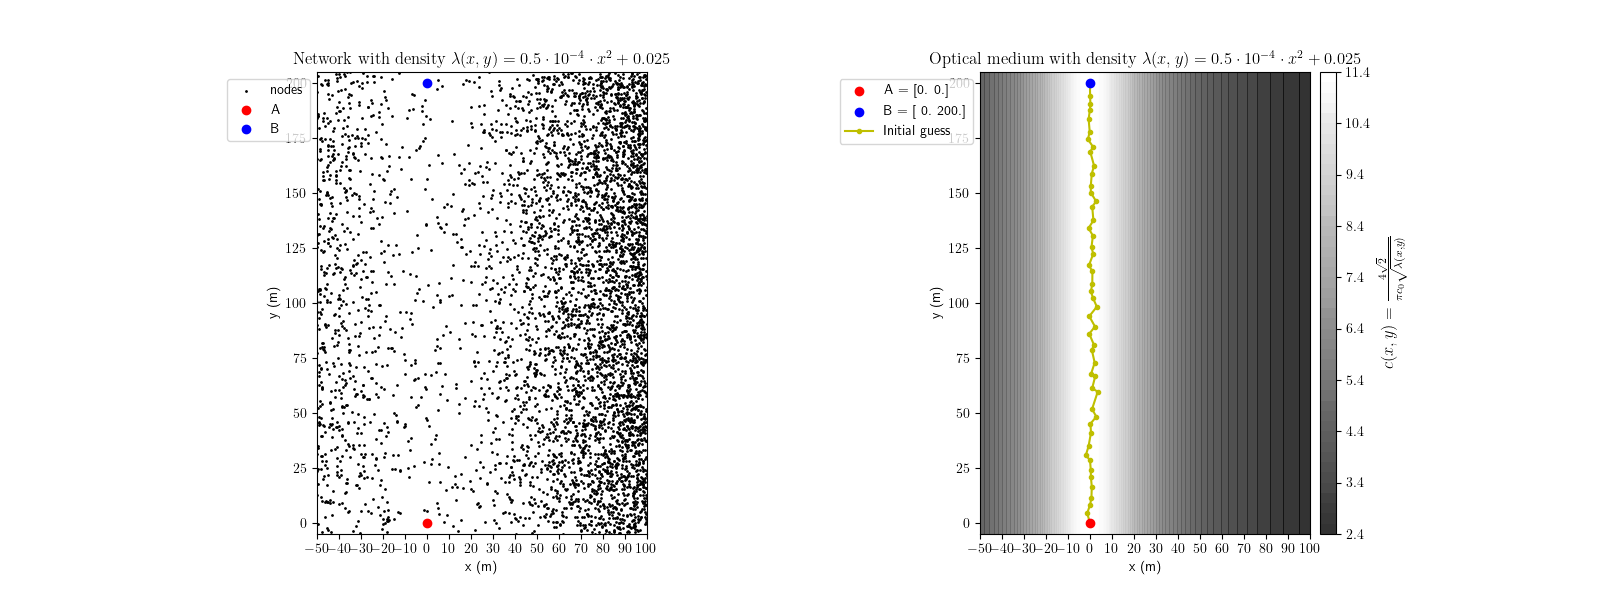 Network with density λ(x, y) = 0.5 · 10⁻⁴ · x² + 0.025
nodes
A
B
200
175
150
125
100
75
50
25
0
y (m)
−50 −40 −30 −20 −10 0 10 20 30 40 50 60 70 80 90 100
x (m)
Optical medium with density λ(x, y) = 0.5 · 10⁻⁴ · x² + 0.025
A = [0. 0.]
B = [ 0. 200.]
Initial guess
200
175
150
125
100
75
50
25
0
y (m)
−50 −40 −30 −20 −10 0 10 20 30 40 50 60 70 80 90 100
x (m)
11.4
10.4
9.4
8.4
7.4
6.4
5.4
4.4
3.4
2.4
c(x, y) = 4√2 / (πc₀√λ(x,y))